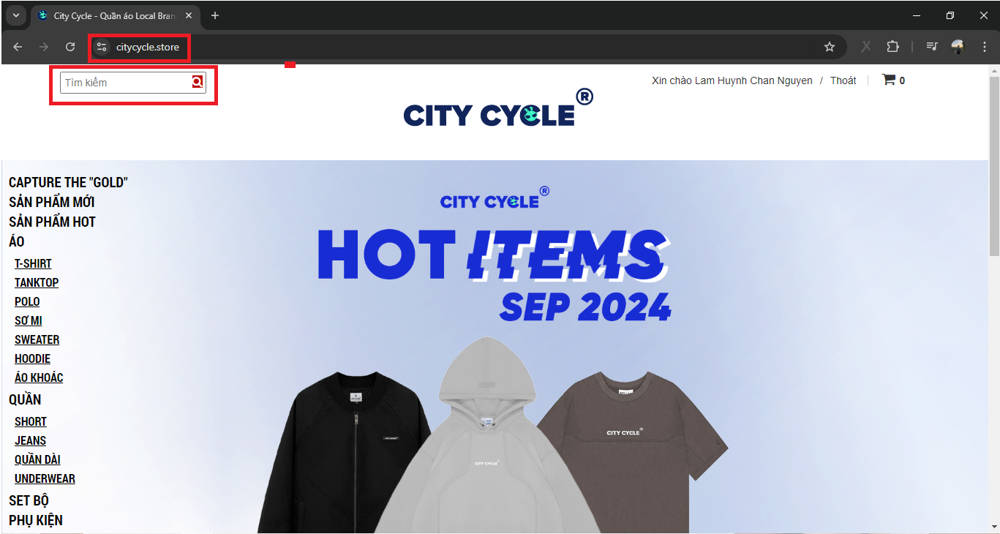 City Cycle - Quần áo Local Bran
citycycle.store
Tìm kiếm
Xin chào Lam Huynh Chan Nguyen / Thoát
0
CITY CYCLE®
CAPTURE THE "GOLD"
SẢN PHẨM MỚI
SẢN PHẨM HOT
ÁO
T-SHIRT
TANKTOP
POLO
SƠ MI
SWEATER
HOODIE
ÁO KHOÁC
QUẦN
SHORT
JEANS
QUẦN DÀI
UNDERWEAR
SET BỘ
PHỤ KIỆN
CITY CYCLE®
HOT ITEMS
SEP 2024
CITY CYCLE®
CITY CYCLE®